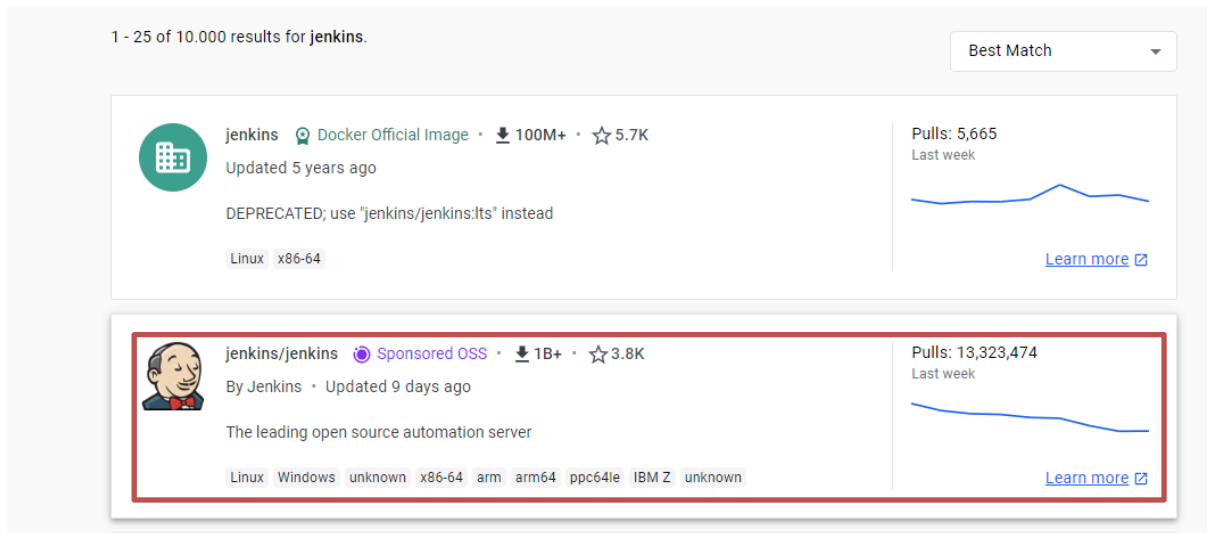 1 - 25 of 10.000 results for jenkins.
Best Match
jenkins Docker Official Image · 100M+ · 5.7K
Updated 5 years ago
DEPRECATED; use "jenkins/jenkins:lts" instead
Linux x86-64
Pulls: 5,665
Last week
Learn more
jenkins/jenkins Sponsored OSS · 1B+ · 3.8K
By Jenkins · Updated 9 days ago
The leading open source automation server
Linux Windows unknown x86-64 arm arm64 ppc64le IBM Z unknown
Pulls: 13,323,474
Last week
Learn more